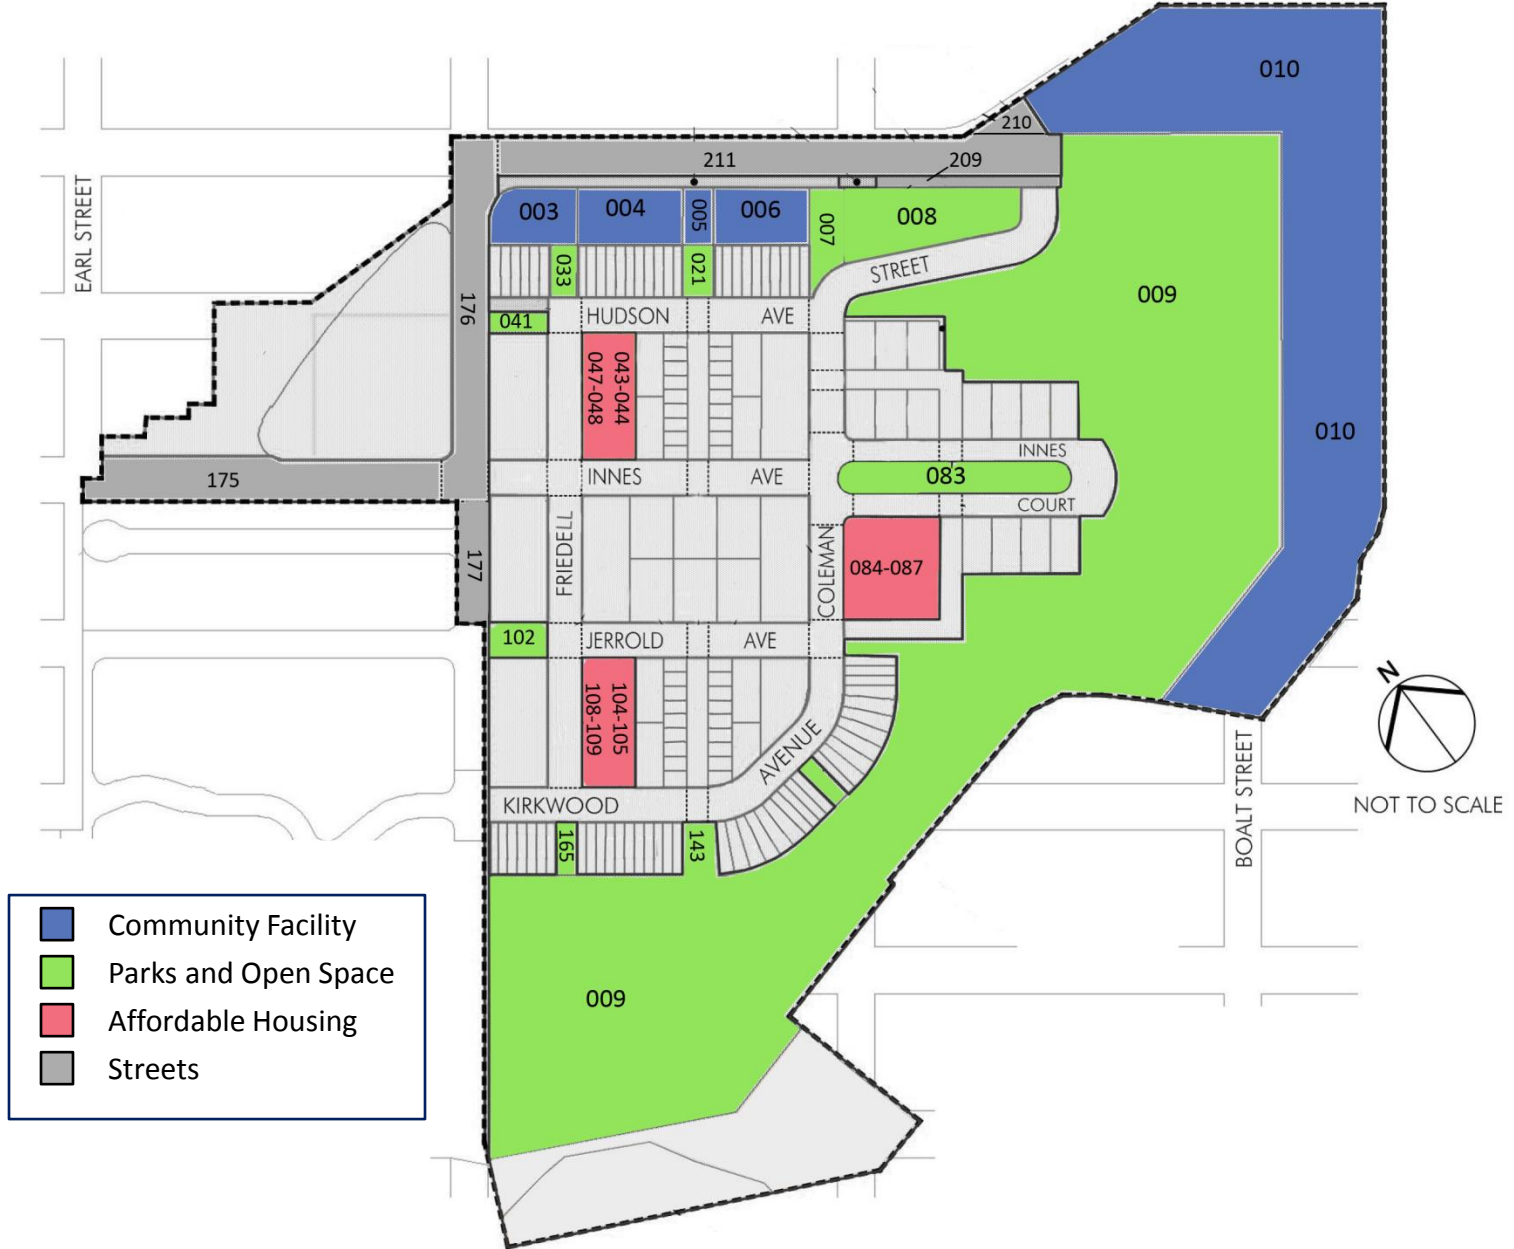 010
210
211
209
003
004
005
006
007
008
EARL STREET
033
021
STREET
009
176
041
HUDSON
AVE
047-048
043-044
010
INNES
175
INNES
AVE
083
COURT
177
FRIEDELL
COLEMAN
084-087
102
JERROLD
AVE
N
108-109
104-105
AVENUE
BOALT STREET
KIRKWOOD
NOT TO SCALE
165
143
Community Facility
Parks and Open Space
Affordable Housing
Streets
009